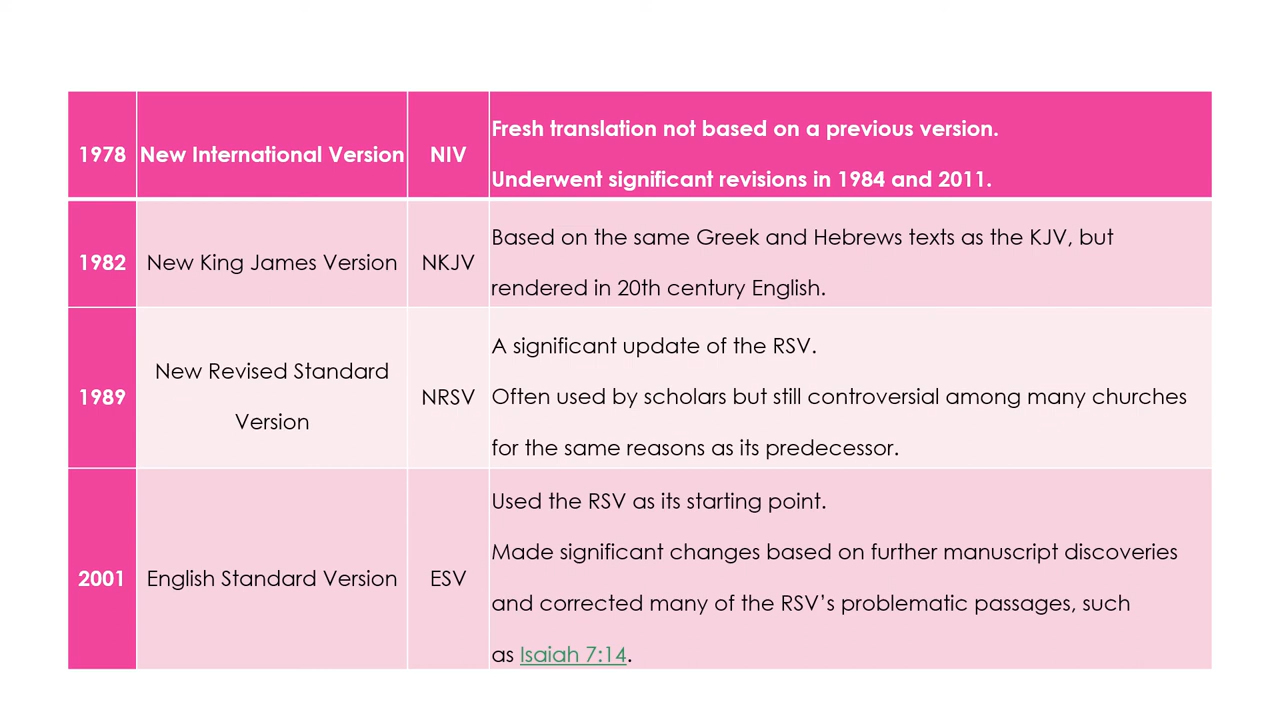 1978 New International Version NIV Fresh translation not based on a previous version.
Underwent significant revisions in 1984 and 2011.
1982 New King James Version NKJV Based on the same Greek and Hebrews texts as the KJV, but
rendered in 20th century English.
1989 New Revised Standard Version NRSV A significant update of the RSV.
Often used by scholars but still controversial among many churches
for the same reasons as its predecessor.
2001 English Standard Version ESV Used the RSV as its starting point.
Made significant changes based on further manuscript discoveries
and corrected many of the RSV’s problematic passages, such
as Isaiah 7:14.